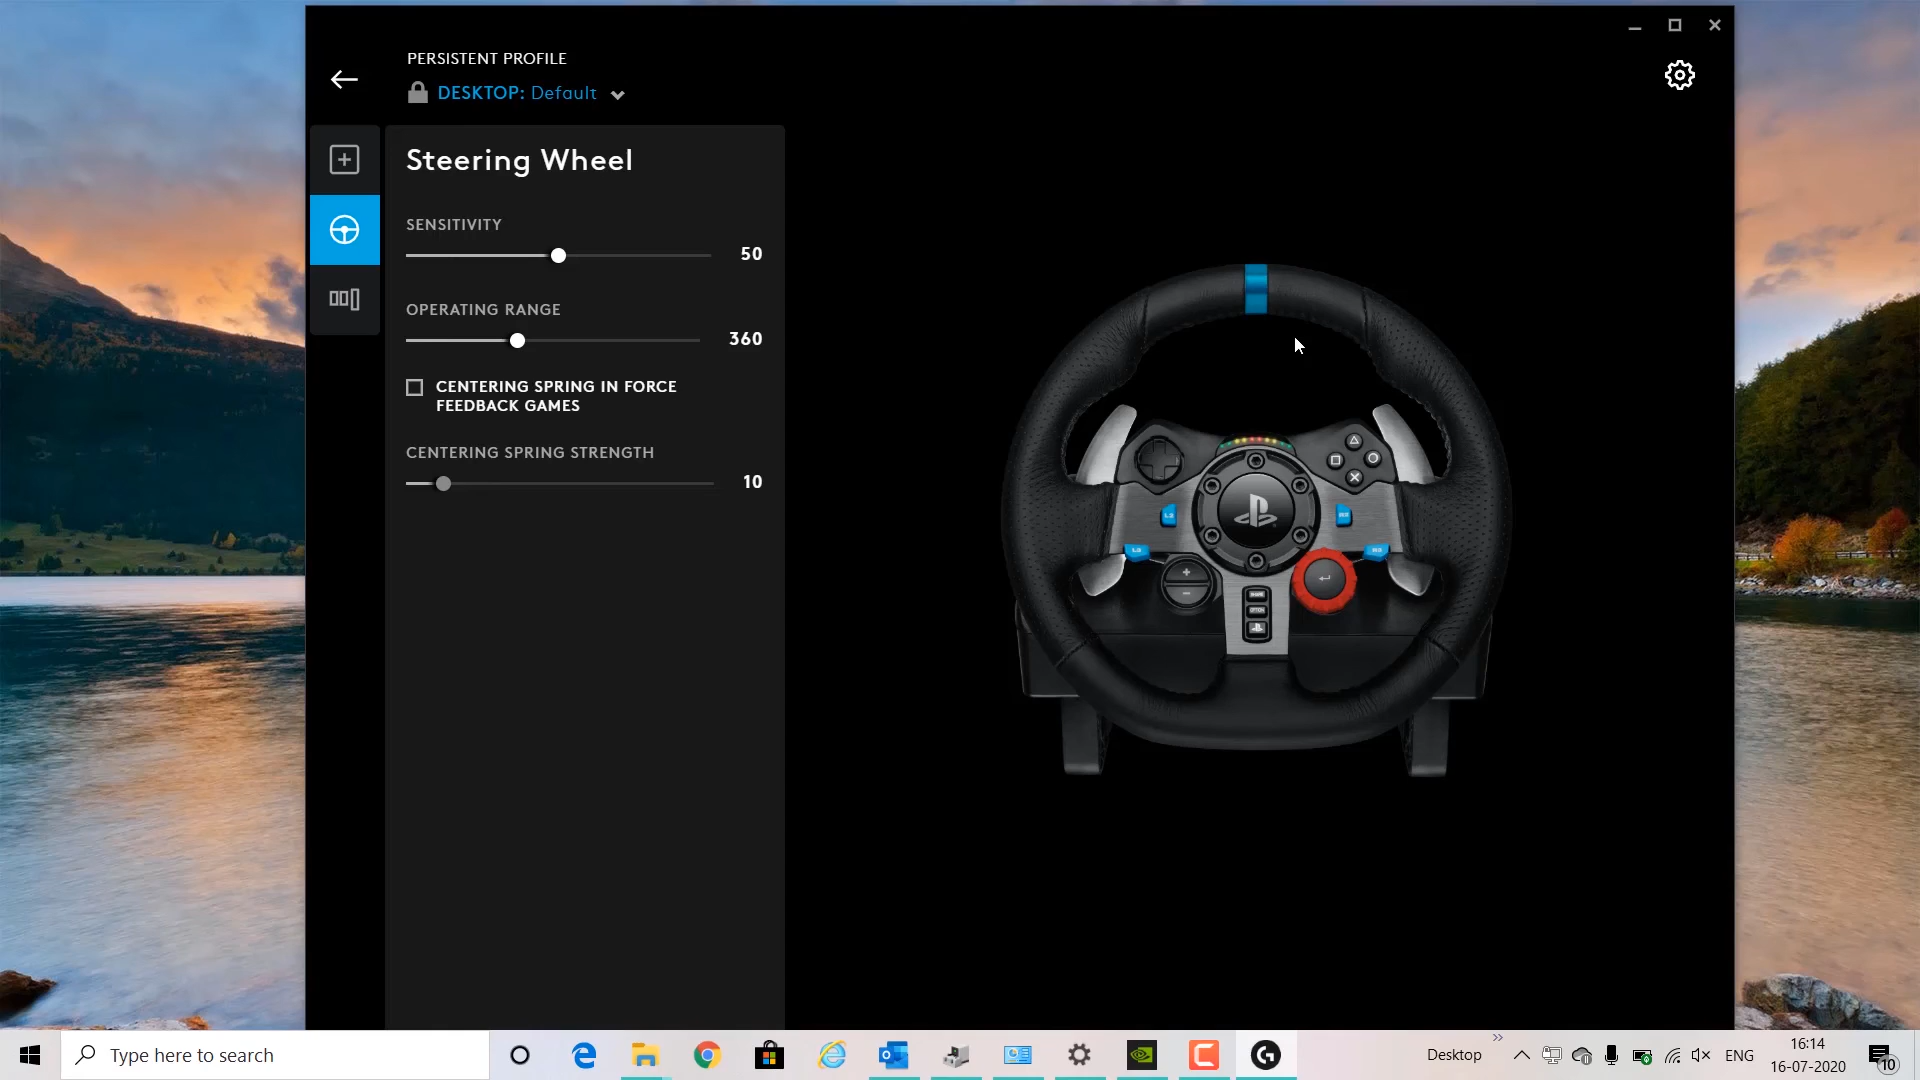 PERSISTENT PROFILE
DESKTOP: Default
Steering Wheel
SENSITIVITY
50
OPERATING RANGE
360
CENTERING SPRING IN FORCE
FEEDBACK GAMES
CENTERING SPRING STRENGTH
10
Type here to search
Desktop
ENG
16:14
16-07-2020
10